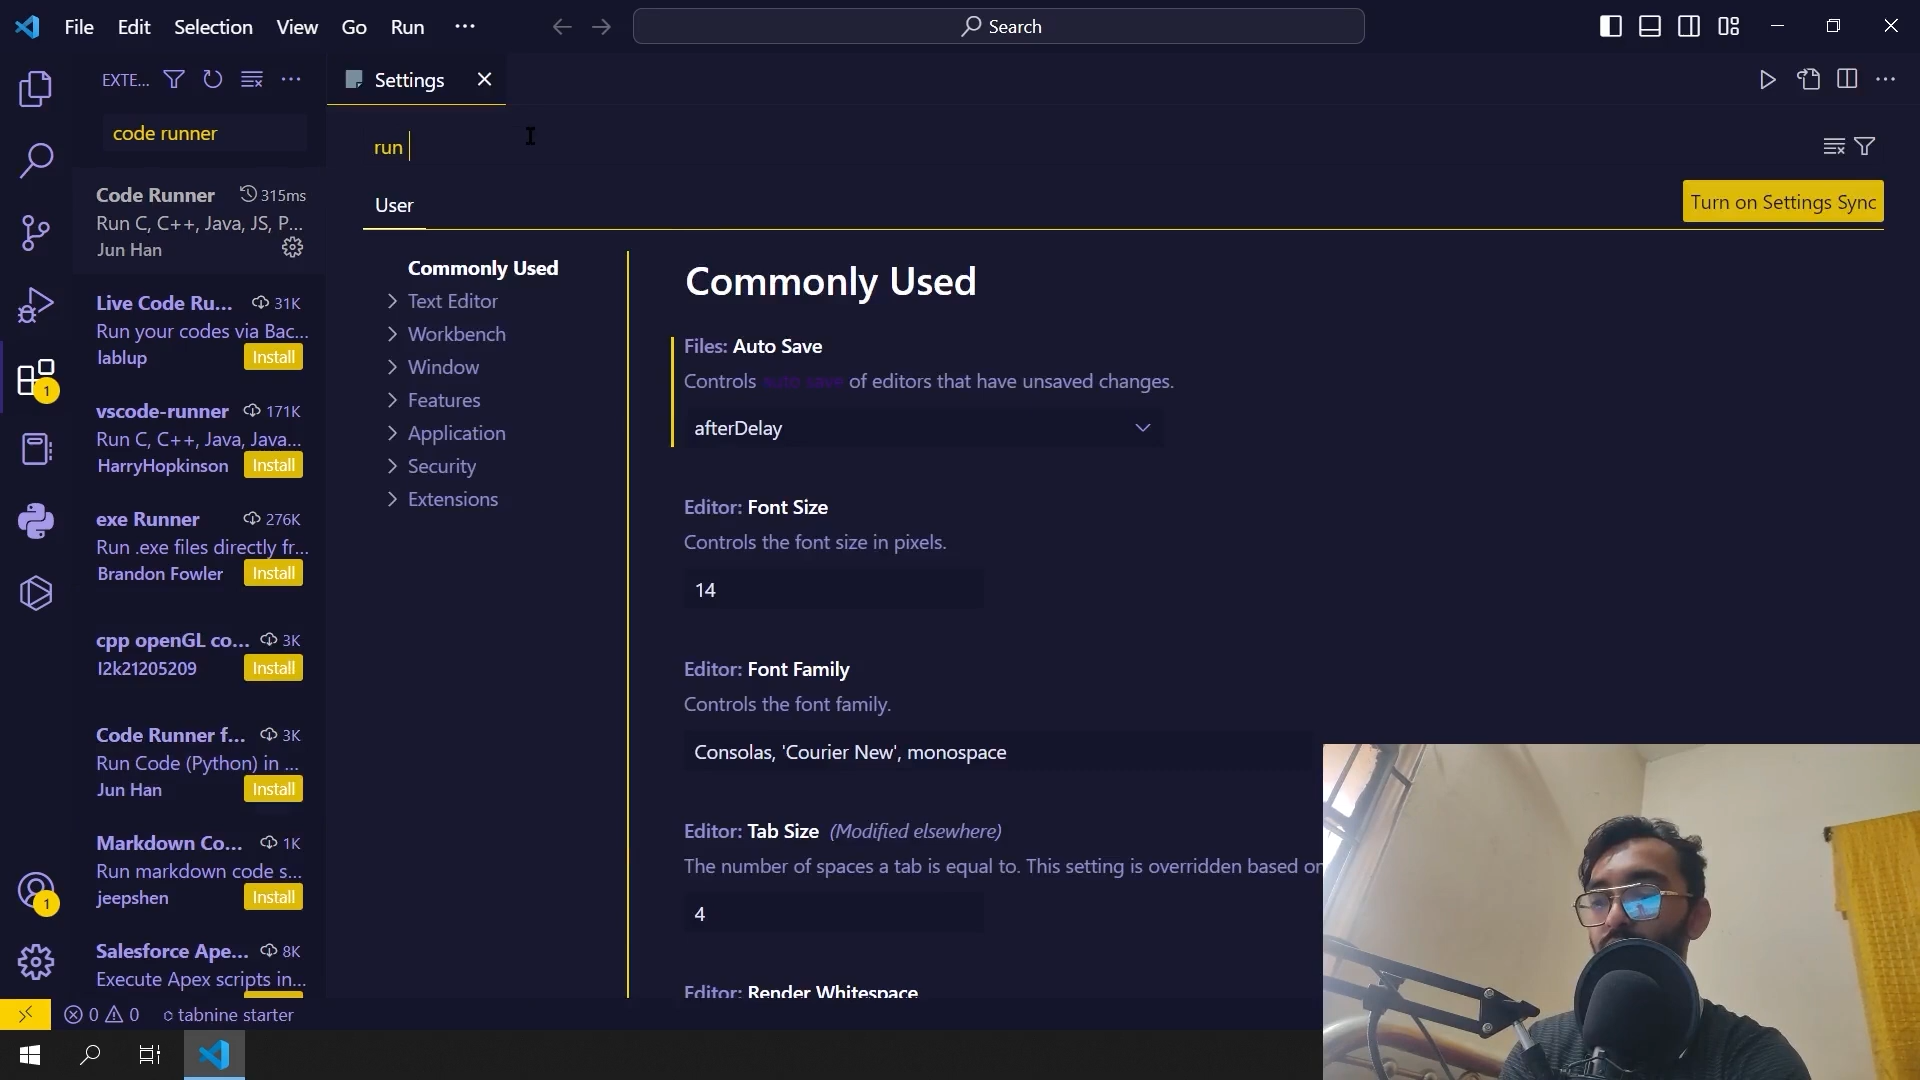 File Edit Selection View Go Run
Search
EXTE...
Settings
code runner
run
Code Runner 315ms
Run C, C++, Java, JS, P...
Jun Han
User
Turn on Settings Sync
Live Code Ru... 31K
Run your codes via Bac...
lablup Install
vscode-runner 171K
Run C, C++, Java, Java...
HarryHopkinson Install
exe Runner 276K
Run .exe files directly fr...
Brandon Fowler Install
cpp openGL co... 3K
l2k21205209 Install
Code Runner f... 3K
Run Code (Python) in ...
Jun Han Install
Markdown Co... 1K
Run markdown code s...
jeepshen Install
Salesforce Ape... 8K
Execute Apex scripts in...
1
1
Commonly Used
Text Editor
Workbench
Window
Features
Application
Security
Extensions
Commonly Used
Files: Auto Save
Controls auto save of editors that have unsaved changes.
afterDelay
Editor: Font Size
Controls the font size in pixels.
14
Editor: Font Family
Controls the font family.
Consolas, 'Courier New', monospace
Editor: Tab Size (Modified elsewhere)
The number of spaces a tab is equal to. This setting is overridden based on
4
Editor: Render Whitespace
0 0 tabnine starter